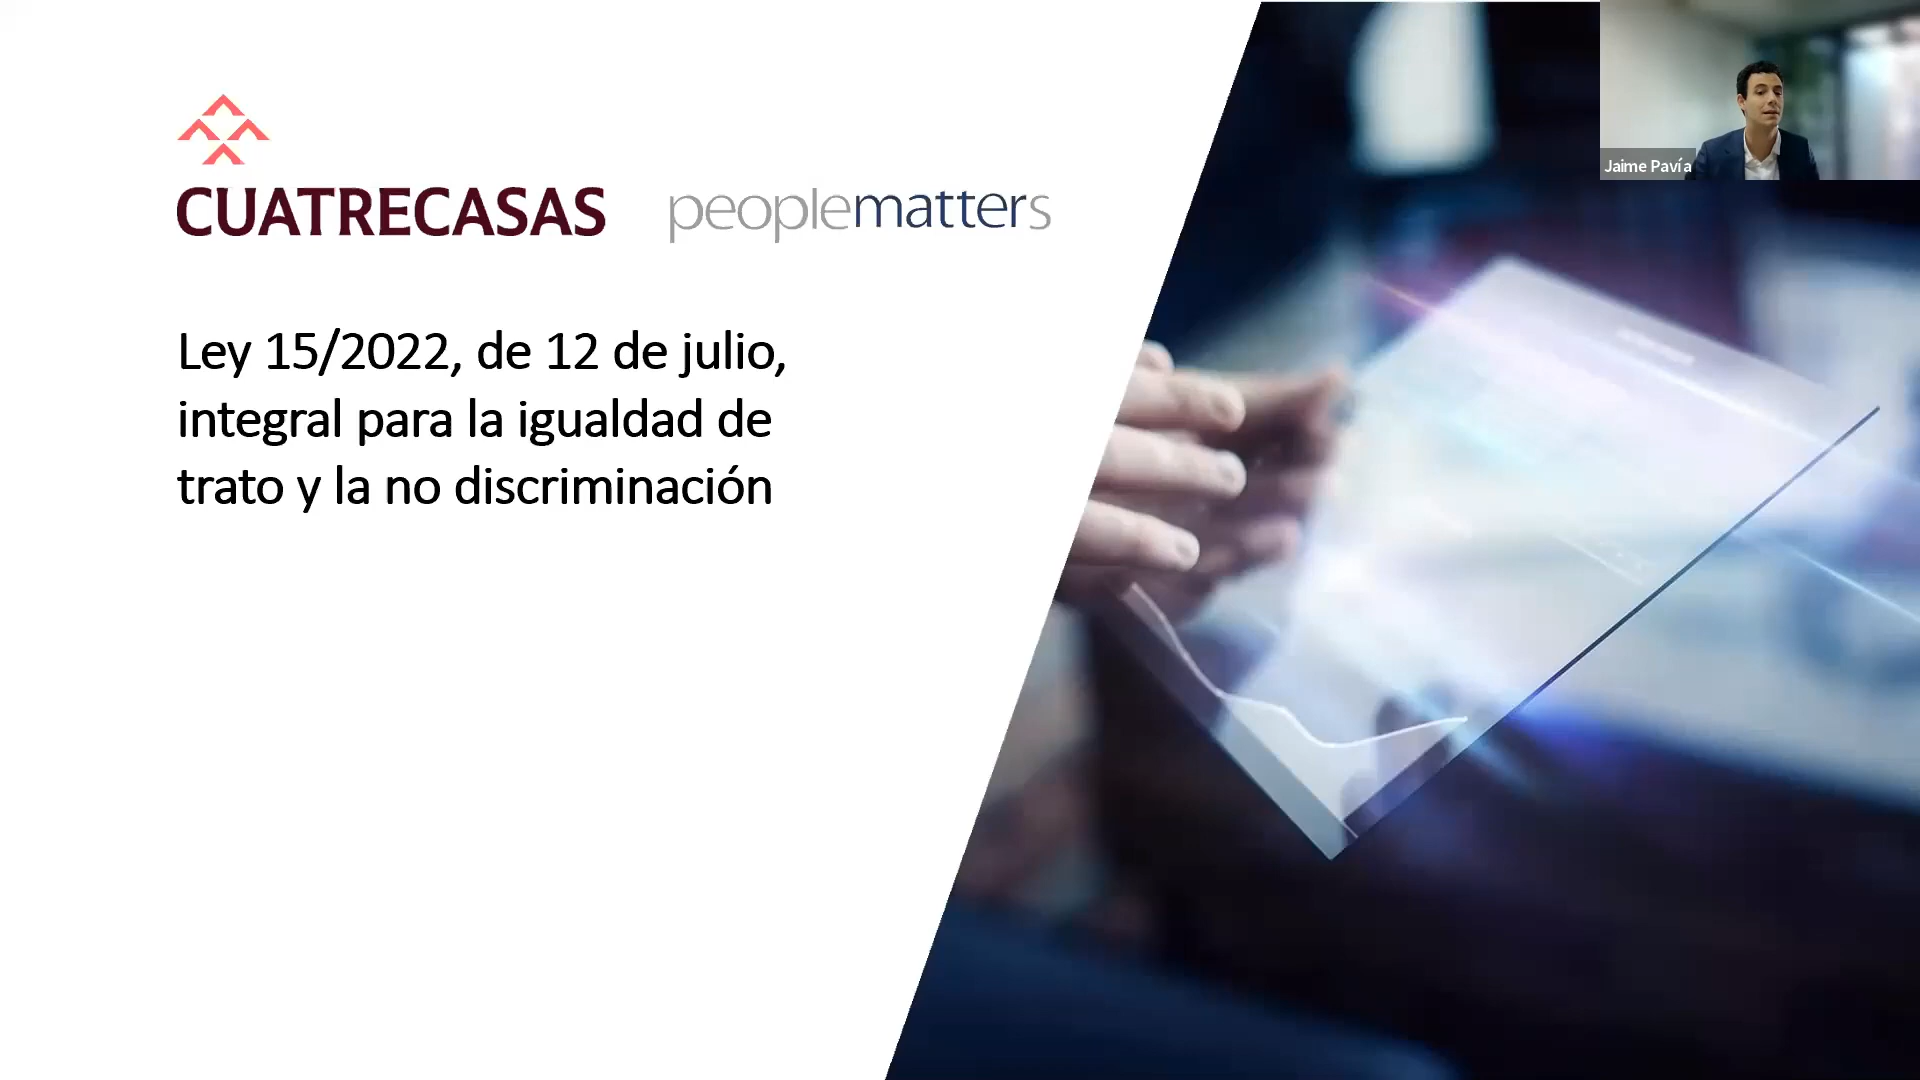 CUATRECASAS
peoplematters
Ley 15/2022, de 12 de julio,
integral para la igualdad de
trato y la no discriminación
Jaime Pavía